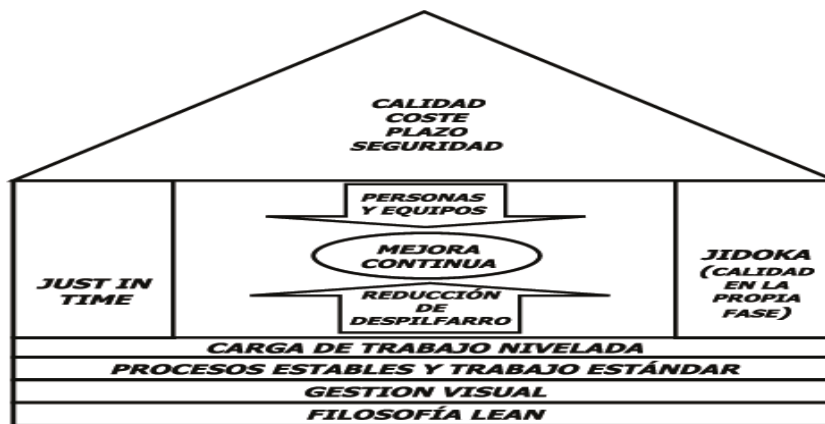 CALIDAD
COSTE
PLAZO
SEGURIDAD
PERSONAS
Y EQUIPOS
MEJORA
CONTINUA
REDUCCIÓN
DE
DESPILFARRO
JUST IN
TIME
JIDOKA
(CALIDAD
EN LA
PROPIA
FASE)
CARGA DE TRABAJO NIVELADA
PROCESOS ESTABLES Y TRABAJO ESTÁNDAR
GESTION VISUAL
FILOSOFÍA LEAN